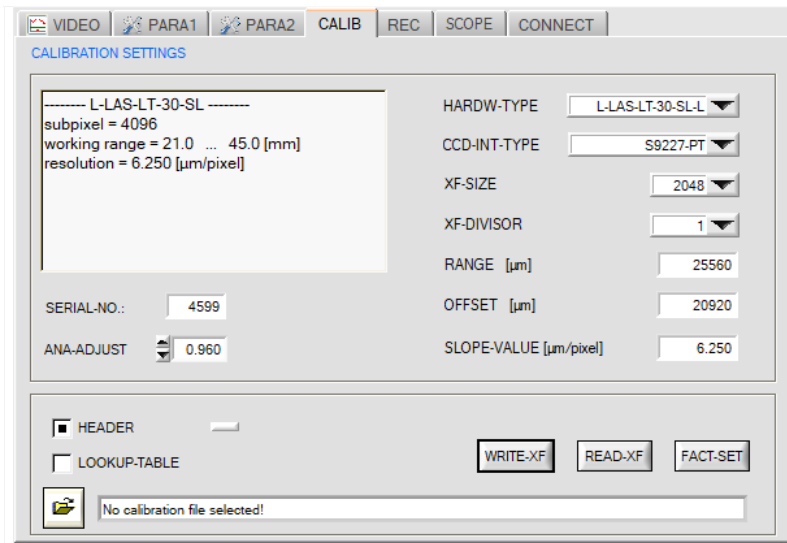 VIDEO PARA1 PARA2 CALIB REC SCOPE CONNECT
CALIBRATION SETTINGS
-------- L-LAS-LT-30-SL --------
subpixel = 4096
working range = 21.0 ... 45.0 [mm]
resolution = 6.250 [µm/pixel]
SERIAL-NO.: 4599
ANA-ADJUST 0.960
HARDW-TYPE L-LAS-LT-30-SL-L
CCD-INT-TYPE S9227-PT
XF-SIZE 2048
XF-DIVISOR 1
RANGE [µm] 25560
OFFSET [µm] 20920
SLOPE-VALUE [µm/pixel] 6.250
HEADER
LOOKUP-TABLE
WRITE-XF READ-XF FACT-SET
No calibration file selected!